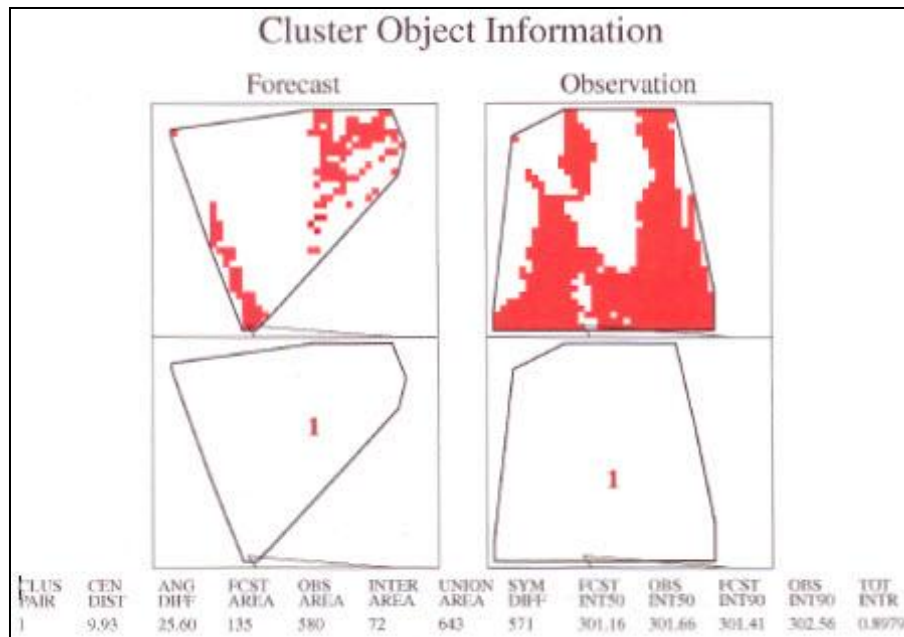 Cluster Object Information
Forecast Observation
1 1
CLUS CEN ANG FCST OBS INTER UNION SYM FCST OBS FCST OBS TOT
PAIR DIST DIFF AREA AREA AREA AREA DIFF INT50 INT50 INT90 INT90 INTR
1 9.93 25.60 135 580 72 643 571 301.16 301.66 301.41 302.56 0.8979